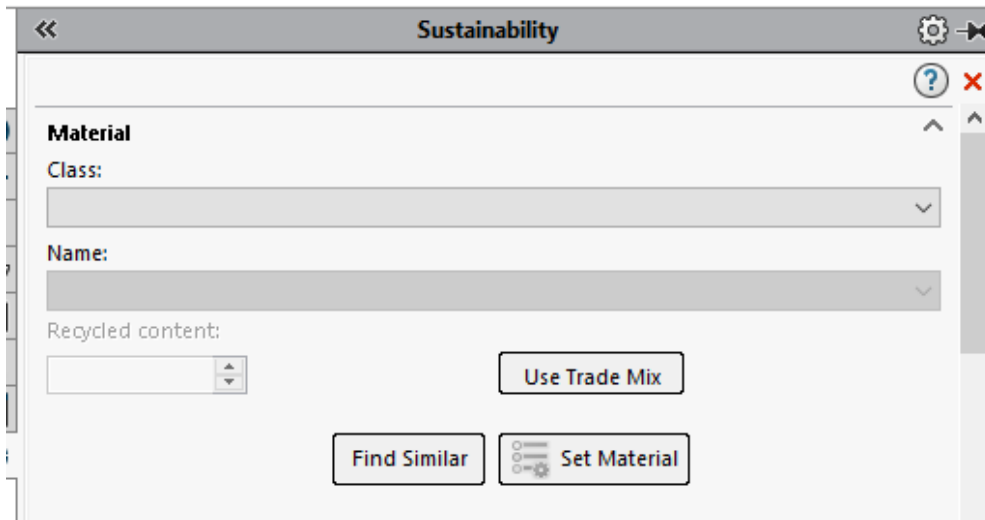 Sustainability
Material
Class:
Name:
Recycled content:
Use Trade Mix
Find Similar
Set Material